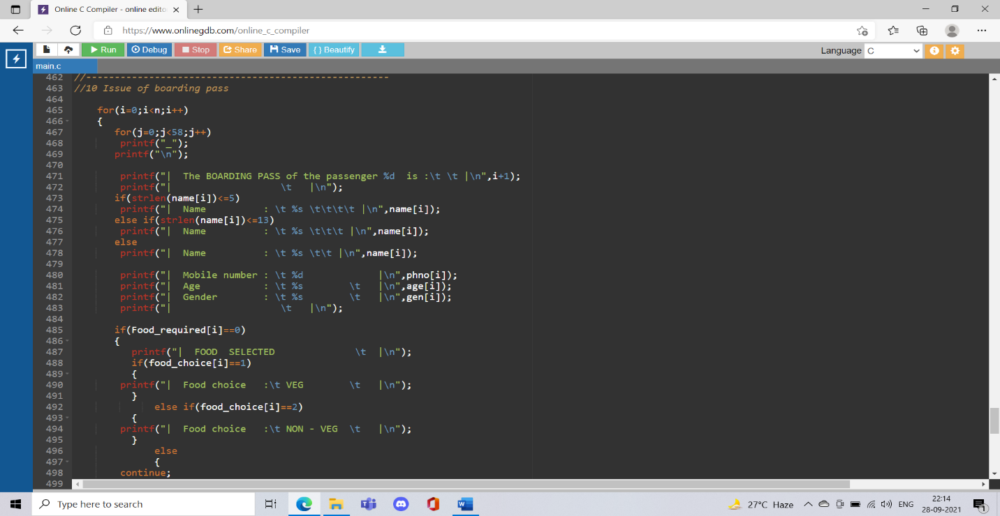 Online C Compiler - online edito
https://www.onlinegdb.com/online_c_compiler
Run Debug Stop Share Save { } Beautify Language C
main.c
462 //-----------------------------------------------------
463 //10 Issue of boarding pass
464
465 for(i=0;i<n;i++)
466 {
467 for(j=0;j<58;j++)
468 printf("_");
469 printf("\n");
470
471 printf("|  The BOARDING PASS of the passenger %d  is :\t \t |\n",i+1);
472 printf("|                   \t   |\n");
473 if(strlen(name[i])<=5)
474 printf("|  Name          : \t %s \t\t\t\t |\n",name[i]);
475 else if(strlen(name[i])<=13)
476 printf("|  Name          : \t %s \t\t\t |\n",name[i]);
477 else
478 printf("|  Name          : \t %s \t\t |\n",name[i]);
479
480 printf("|  Mobile number : \t %d             |\n",phno[i]);
481 printf("|  Age           : \t %s        \t   |\n",age[i]);
482 printf("|  Gender        : \t %s        \t   |\n",gen[i]);
483 printf("|                   \t   |\n");
484
485 if(Food_required[i]==0)
486 {
487 printf("|  FOOD  SELECTED              \t  |\n");
488 if(food_choice[i]==1)
489 {
490 printf("|  Food choice   :\t VEG        \t   |\n");
491 }
492 else if(food_choice[i]==2)
493 {
494 printf("|  Food choice   :\t NON - VEG  \t   |\n");
495 }
496 else
497 {
498 continue;
499
Type here to search
27°C Haze
ENG
22:14
28-09-2021
1